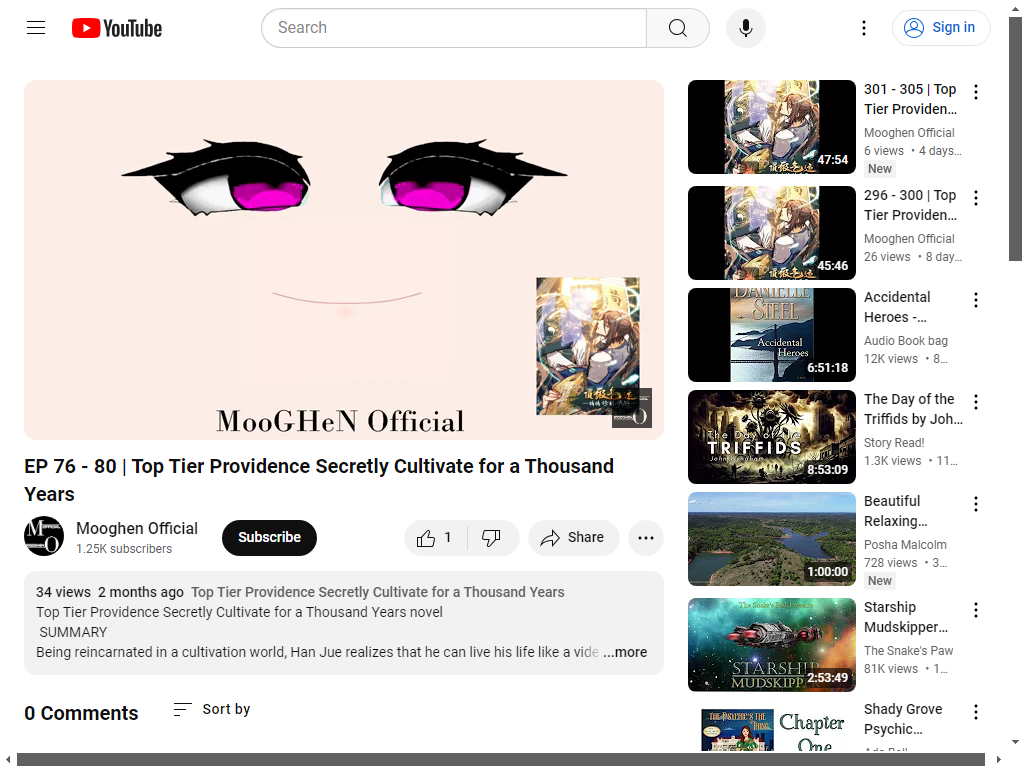 YouTube
Search
Sign in
MooGHeN Official
EP 76 - 80 | Top Tier Providence Secretly Cultivate for a Thousand
Years
Mooghen Official
1.25K subscribers
Subscribe
1
Share
34 views 2 months ago Top Tier Providence Secretly Cultivate for a Thousand Years
Top Tier Providence Secretly Cultivate for a Thousand Years novel
SUMMARY
Being reincarnated in a cultivation world, Han Jue realizes that he can live his life like a vide ...more
0 Comments
Sort by
47:54
301 - 305 | Top
Tier Providen...
Mooghen Official
6 views • 4 days...
New
45:46
296 - 300 | Top
Tier Providen...
Mooghen Official
26 views • 8 day...
DANIELLE
STEEL
Accidental
Heroes
6:51:18
Accidental
Heroes -...
Audio Book bag
12K views • 8...
The Day of the
TRIFFIDS
John Wyndham
8:53:09
The Day of the
Triffids by Joh...
Story Read!
1.3K views • 11...
1:00:00
Beautiful
Relaxing...
Posha Malcolm
728 views • 3...
New
STARSHIP
MUDSKIPP
2:53:49
Starship
Mudskipper...
The Snake's Paw
81K views • 1...
THE PSYCHIC'S THE
THING
Chapter
One
Shady Grove
Psychic...